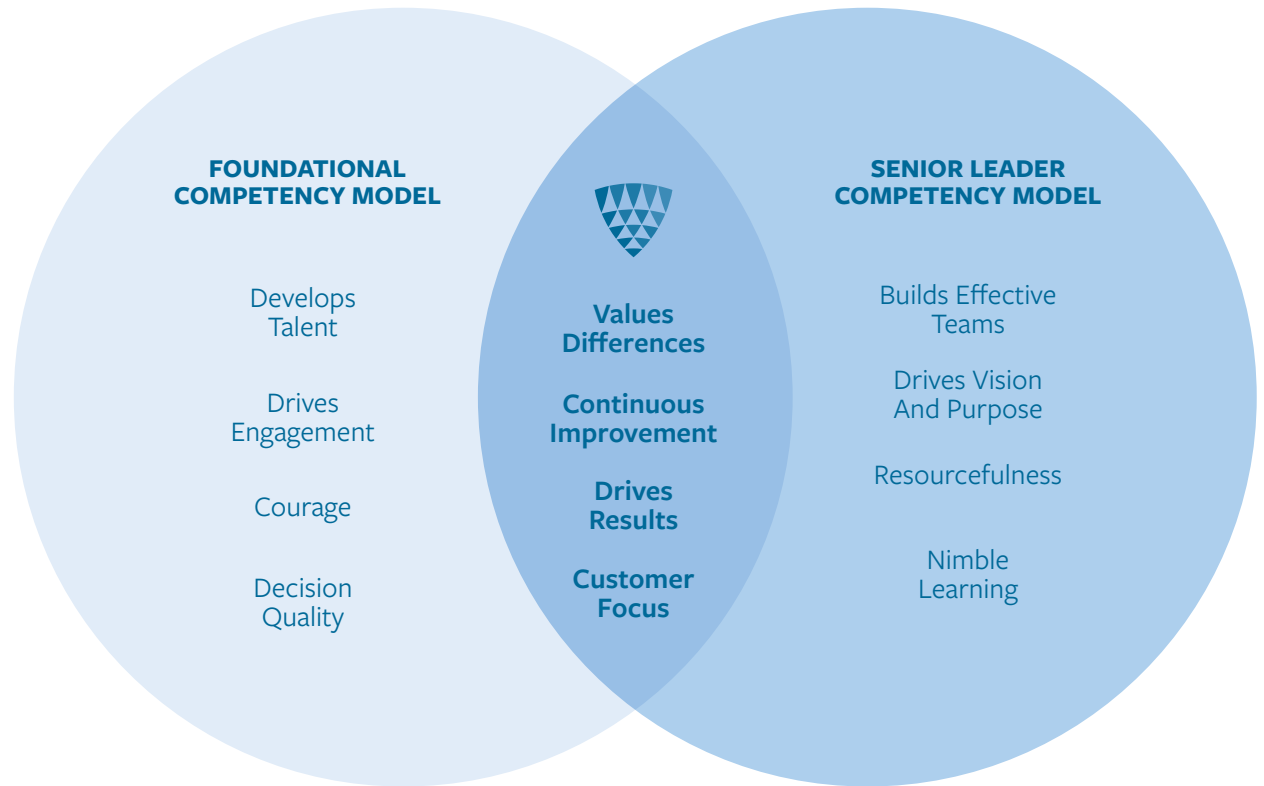 FOUNDATIONAL
COMPETENCY MODEL
Develops
Talent
Drives
Engagement
Courage
Decision
Quality
Values
Differences
Continuous
Improvement
Drives
Results
Customer
Focus
SENIOR LEADER
COMPETENCY MODEL
Builds Effective
Teams
Drives Vision
And Purpose
Resourcefulness
Nimble
Learning